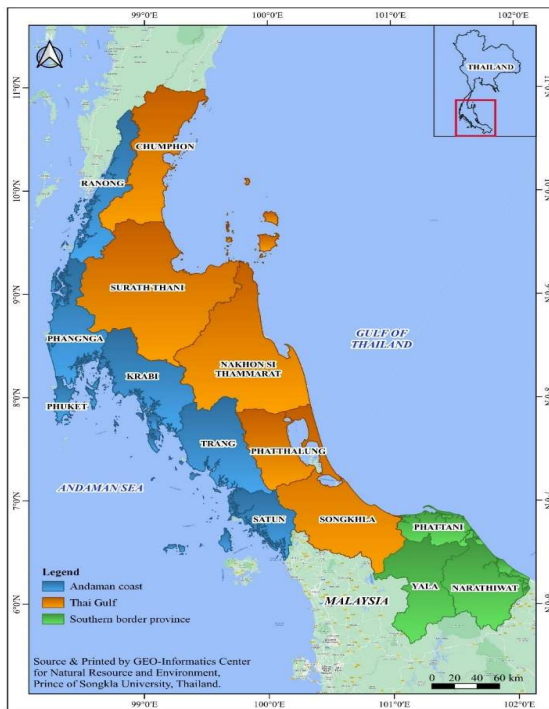 99°0'E 100°0'E 101°0'E 102°0'E
THAILAND
11°0'N
CHUMPHON
RANONG
10°0'N
SURATH THANI
9°0'N
GULF OF
THAILAND
PHANGNGA
KRABI
NAKHON SI
THAMMARAT
PHUKET
8°0'N
TRANG
PHATTHALUNG
ANDAMAN SEA
7°0'N
SATUN
SONGKHLA
PHATTANI
Legend
Andaman coast
Thai Gulf
Southern border province
YALA
NARATHIWAT
MALAYSIA
6°0'N
Source & Printed by GEO-Informatics Center
for Natural Resource and Environment,
Prince of Songkla University, Thailand.
0 20 40 60 km
99°0'E 100°0'E 101°0'E 102°0'E